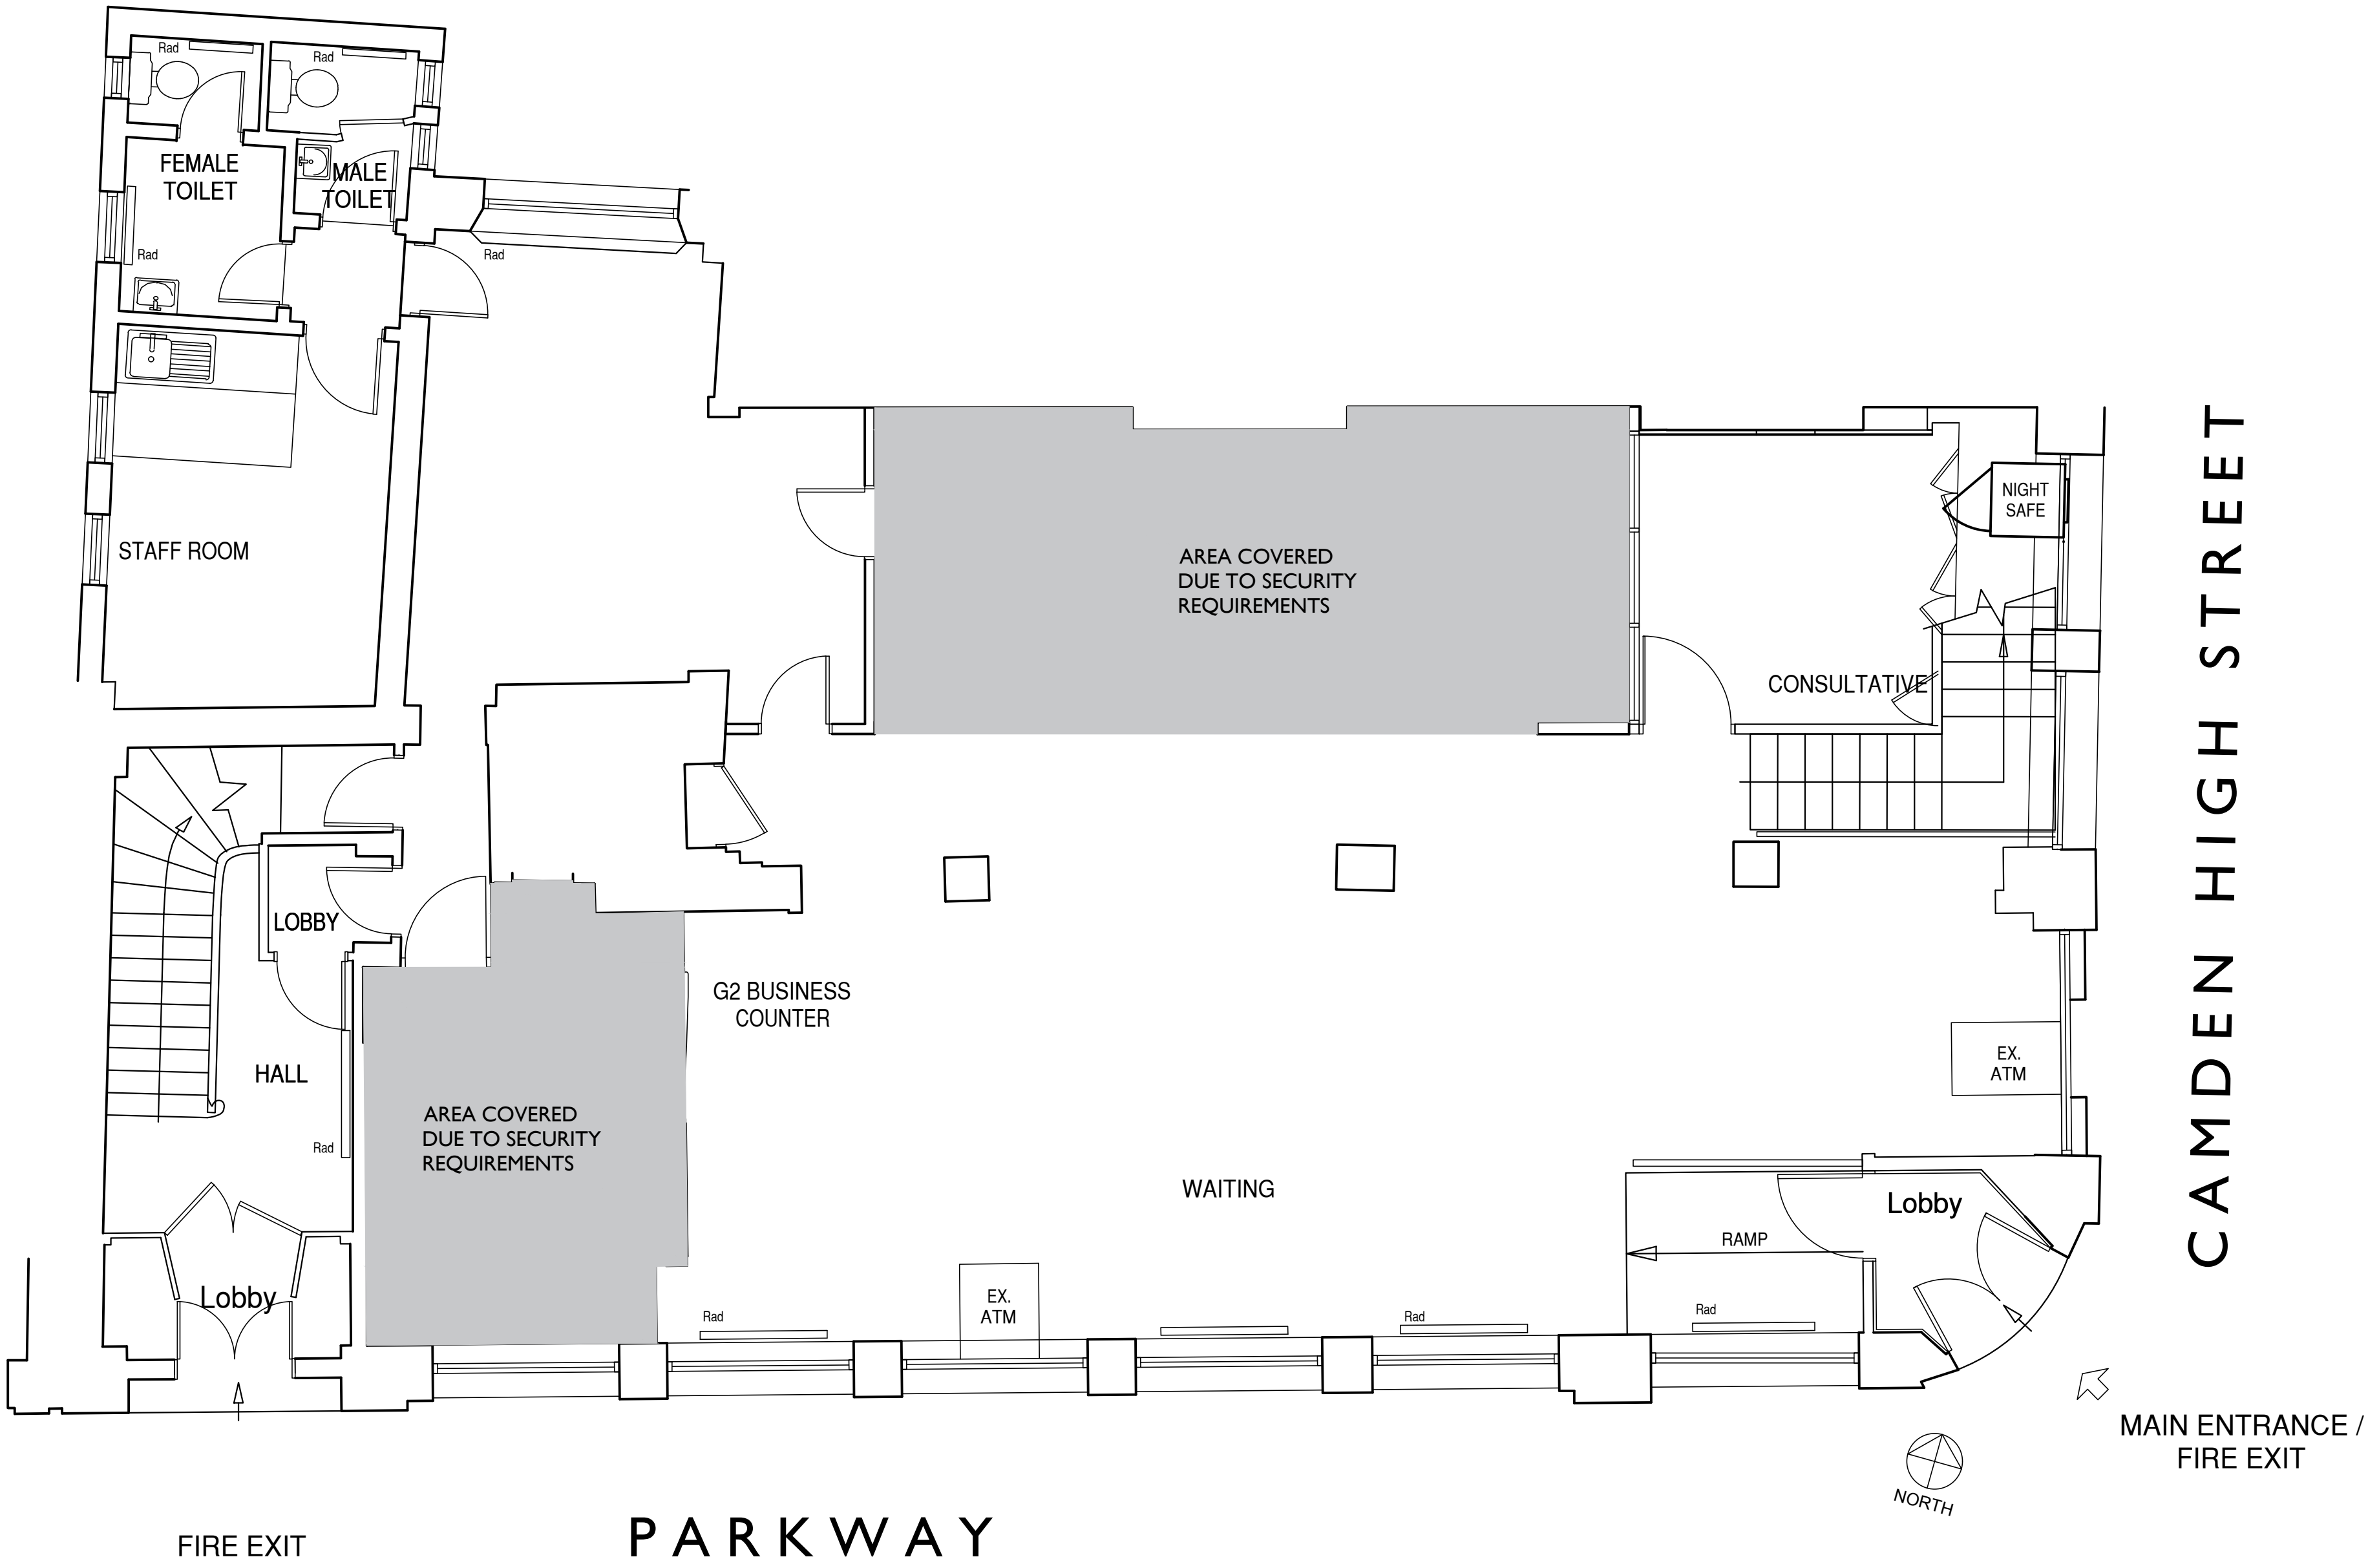 Rad
Rad
FEMALE
TOILET
MALE
TOILET
Rad
Rad
STAFF ROOM
NIGHT
SAFE
AREA COVERED
DUE TO SECURITY
REQUIREMENTS
CONSULTATIVE
CAMDEN HIGH STREET
LOBBY
G2 BUSINESS
COUNTER
HALL
EX.
ATM
AREA COVERED
DUE TO SECURITY
REQUIREMENTS
Rad
WAITING
Lobby
RAMP
Lobby
Rad
EX.
ATM
Rad
Rad
MAIN ENTRANCE /
FIRE EXIT
NORTH
PARKWAY
FIRE EXIT